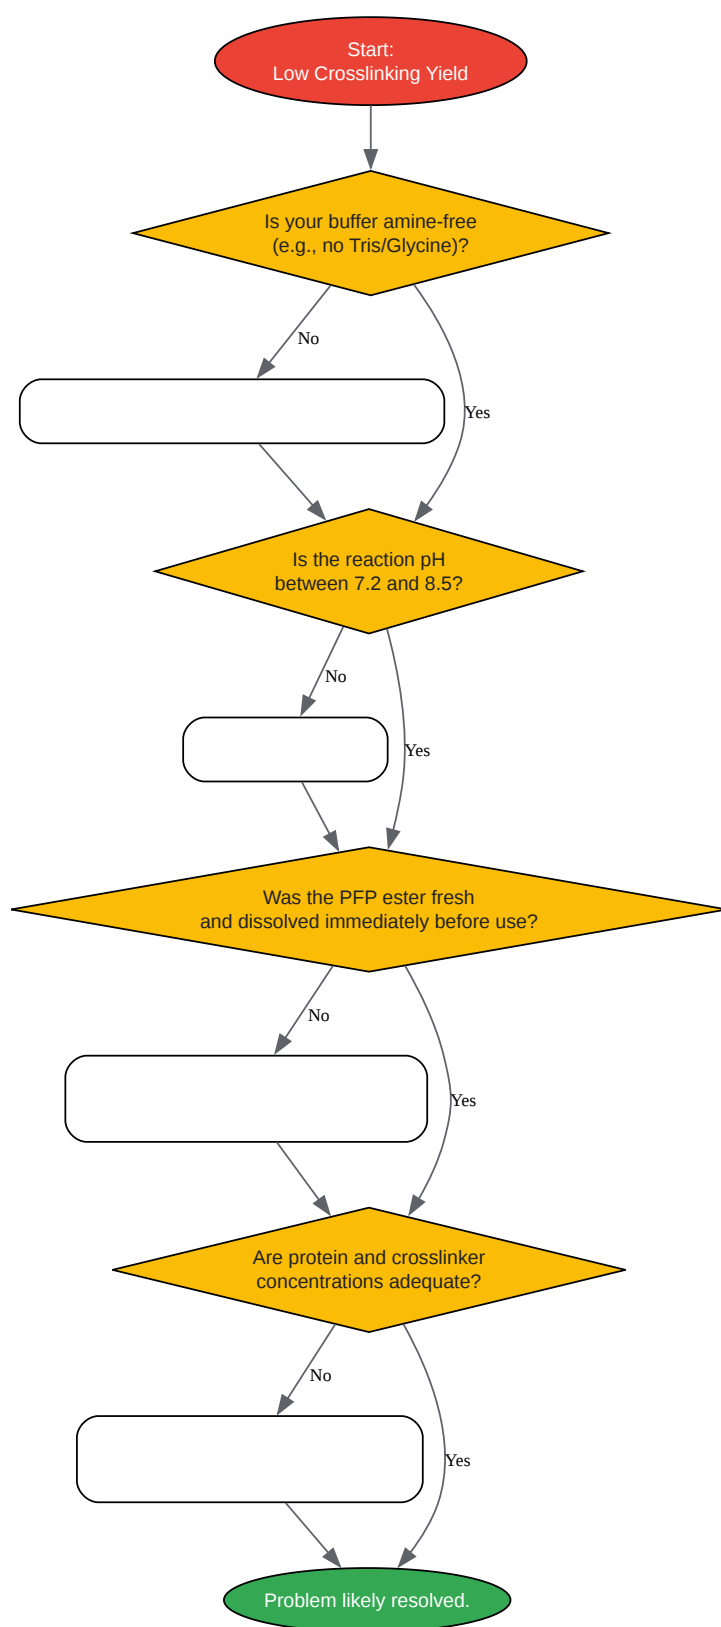 Start:
Low Crosslinking Yield
Is your buffer amine-free
(e.g., no Tris/Glycine)?
No
Yes
Is the reaction pH
between 7.2 and 8.5?
No
Yes
Was the PFP ester fresh
and dissolved immediately before use?
No
Yes
Are protein and crosslinker
concentrations adequate?
No
Yes
Problem likely resolved.